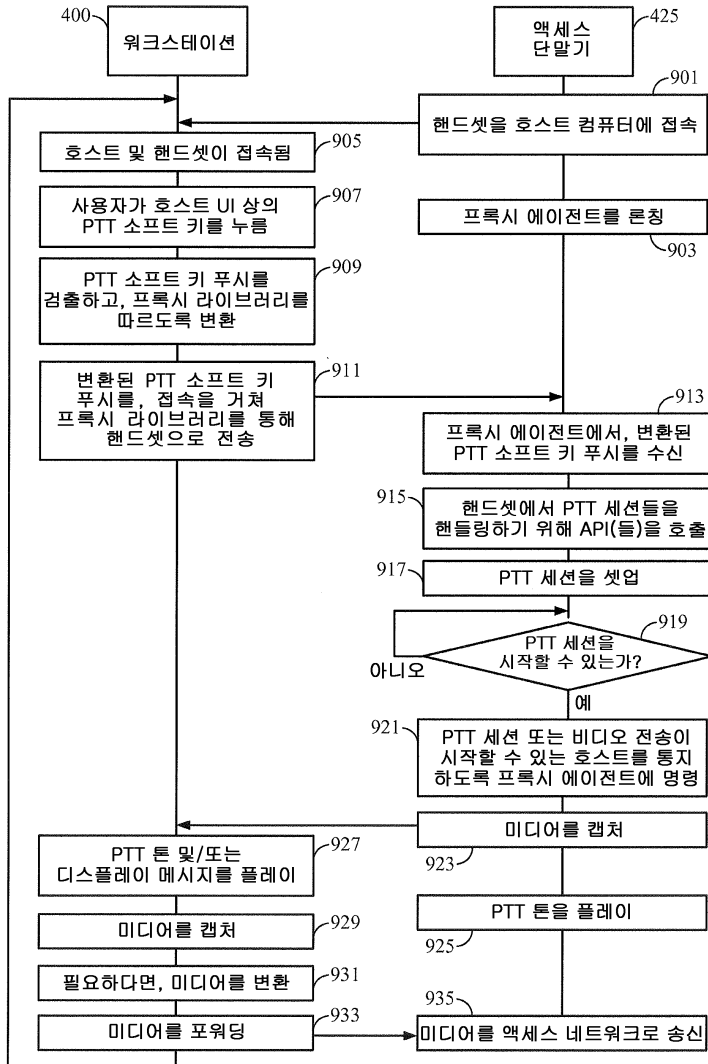 400
워크스테이션
425
액세스
단말기
901
핸드셋을 호스트 컴퓨터에 접속
호스트 및 핸드셋이 접속됨
905
사용자가 호스트 UI 상의
PTT 소프트 키를 누름
907
프록시 에이전트를 론칭
903
PTT 소프트 키 푸시를
검출하고, 프록시 라이브러리를
따르도록 변환
909
변환된 PTT 소프트 키
푸시를, 접속을 거쳐
프록시 라이브러리를 통해
핸드셋으로 전송
911
913
프록시 에이전트에서, 변환된
PTT 소프트 키 푸시를 수신
915
핸드셋에서 PTT 세션들을
핸들링하기 위해 API(들)을 호출
917
PTT 세션을 셋업
919
PTT 세션을
시작할 수 있는가?
아니오
예
921
PTT 세션 또는 비디오 전송이
시작할 수 있는 호스트를 통지
하도록 프록시 에이전트에 명령
미디어를 캡처
923
PTT 톤 및/또는
디스플레이 메시지를 플레이
927
PTT 톤을 플레이
925
미디어를 캡처
929
필요하다면, 미디어를 변환
931
미디어를 포워딩
933
935
미디어를 액세스 네트워크로 송신